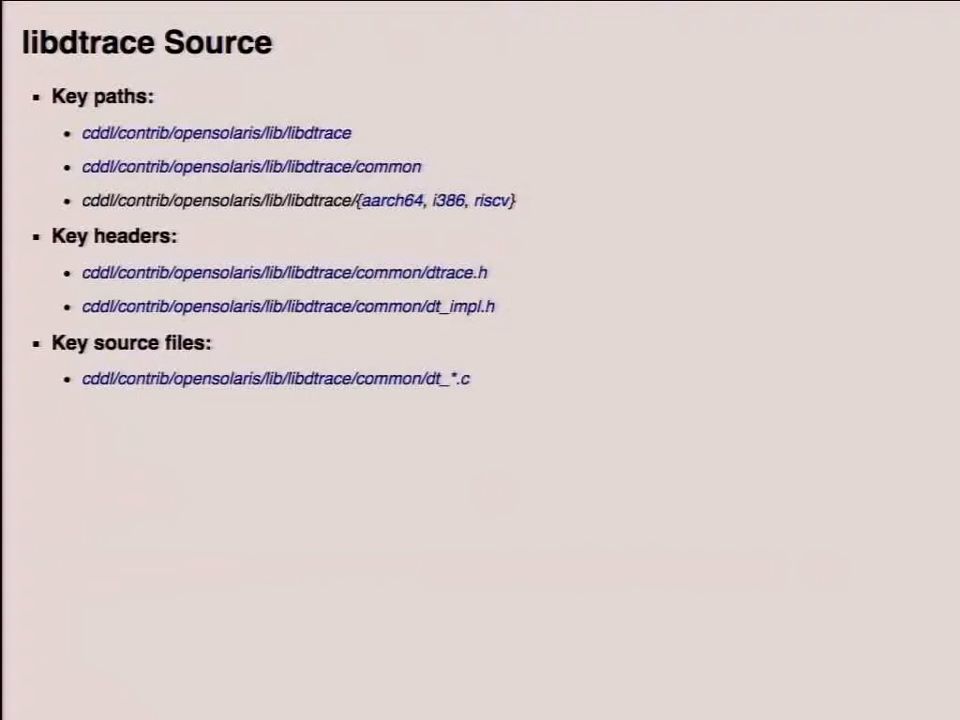 libdtrace Source
Key paths:
cddl/contrib/opensolaris/lib/libdtrace
cddl/contrib/opensolaris/lib/libdtrace/common
cddl/contrib/opensolaris/lib/libdtrace/{aarch64, i386, riscv}
Key headers:
cddl/contrib/opensolaris/lib/libdtrace/common/dtrace.h
cddl/contrib/opensolaris/lib/libdtrace/common/dt_impl.h
Key source files:
cddl/contrib/opensolaris/lib/libdtrace/common/dt_*.c